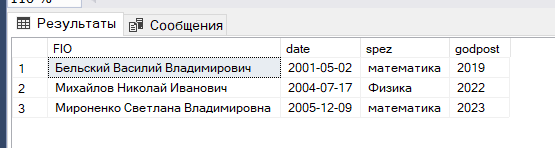 Результаты Сообщения
FIO date spez godpost
1 Бельский Василий Владимирович 2001-05-02 математика 2019
2 Михайлов Николай Иванович 2004-07-17 Физика 2022
3 Мироненко Светлана Владимировна 2005-12-09 математика 2023